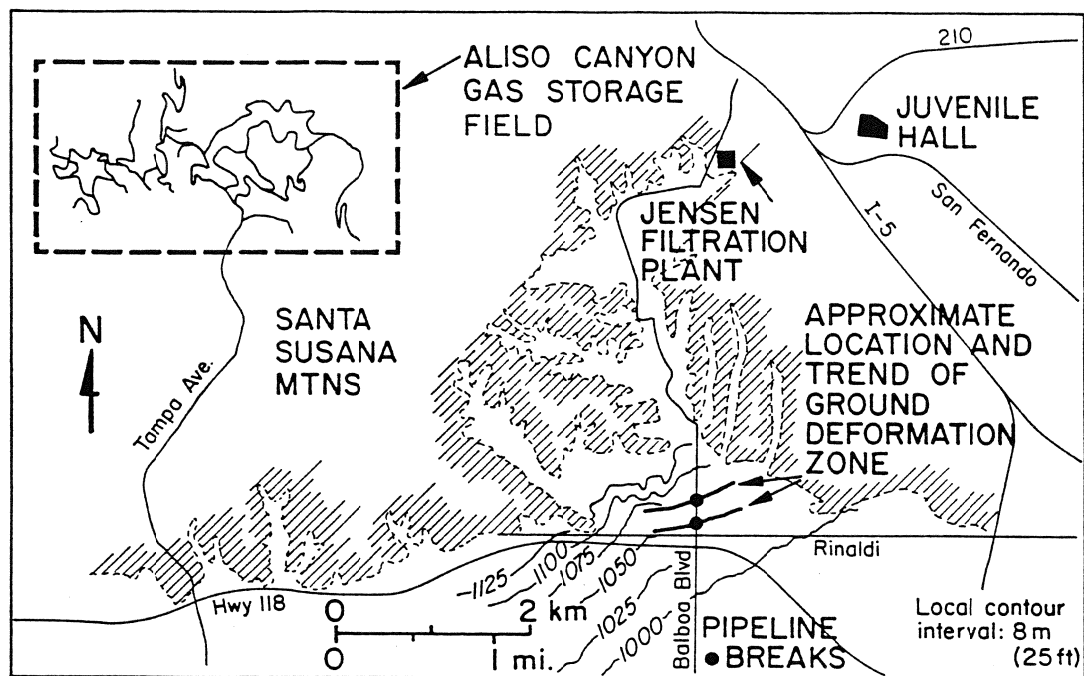 ALISO CANYON
GAS STORAGE
FIELD
210
JUVENILE
HALL
JENSEN
FILTRATION
PLANT
I-5
San Fernando
N
SANTA
SUSANA
MTNS
Tampa Ave.
APPROXIMATE
LOCATION AND
TREND OF
GROUND
DEFORMATION
ZONE
Rinaldi
Hwy 118
1125
1100
1075
1050
1025
1000
Balboa Blvd
0 2 km
0 1 mi.
PIPELINE
BREAKS
Local contour
interval: 8 m
(25 ft)